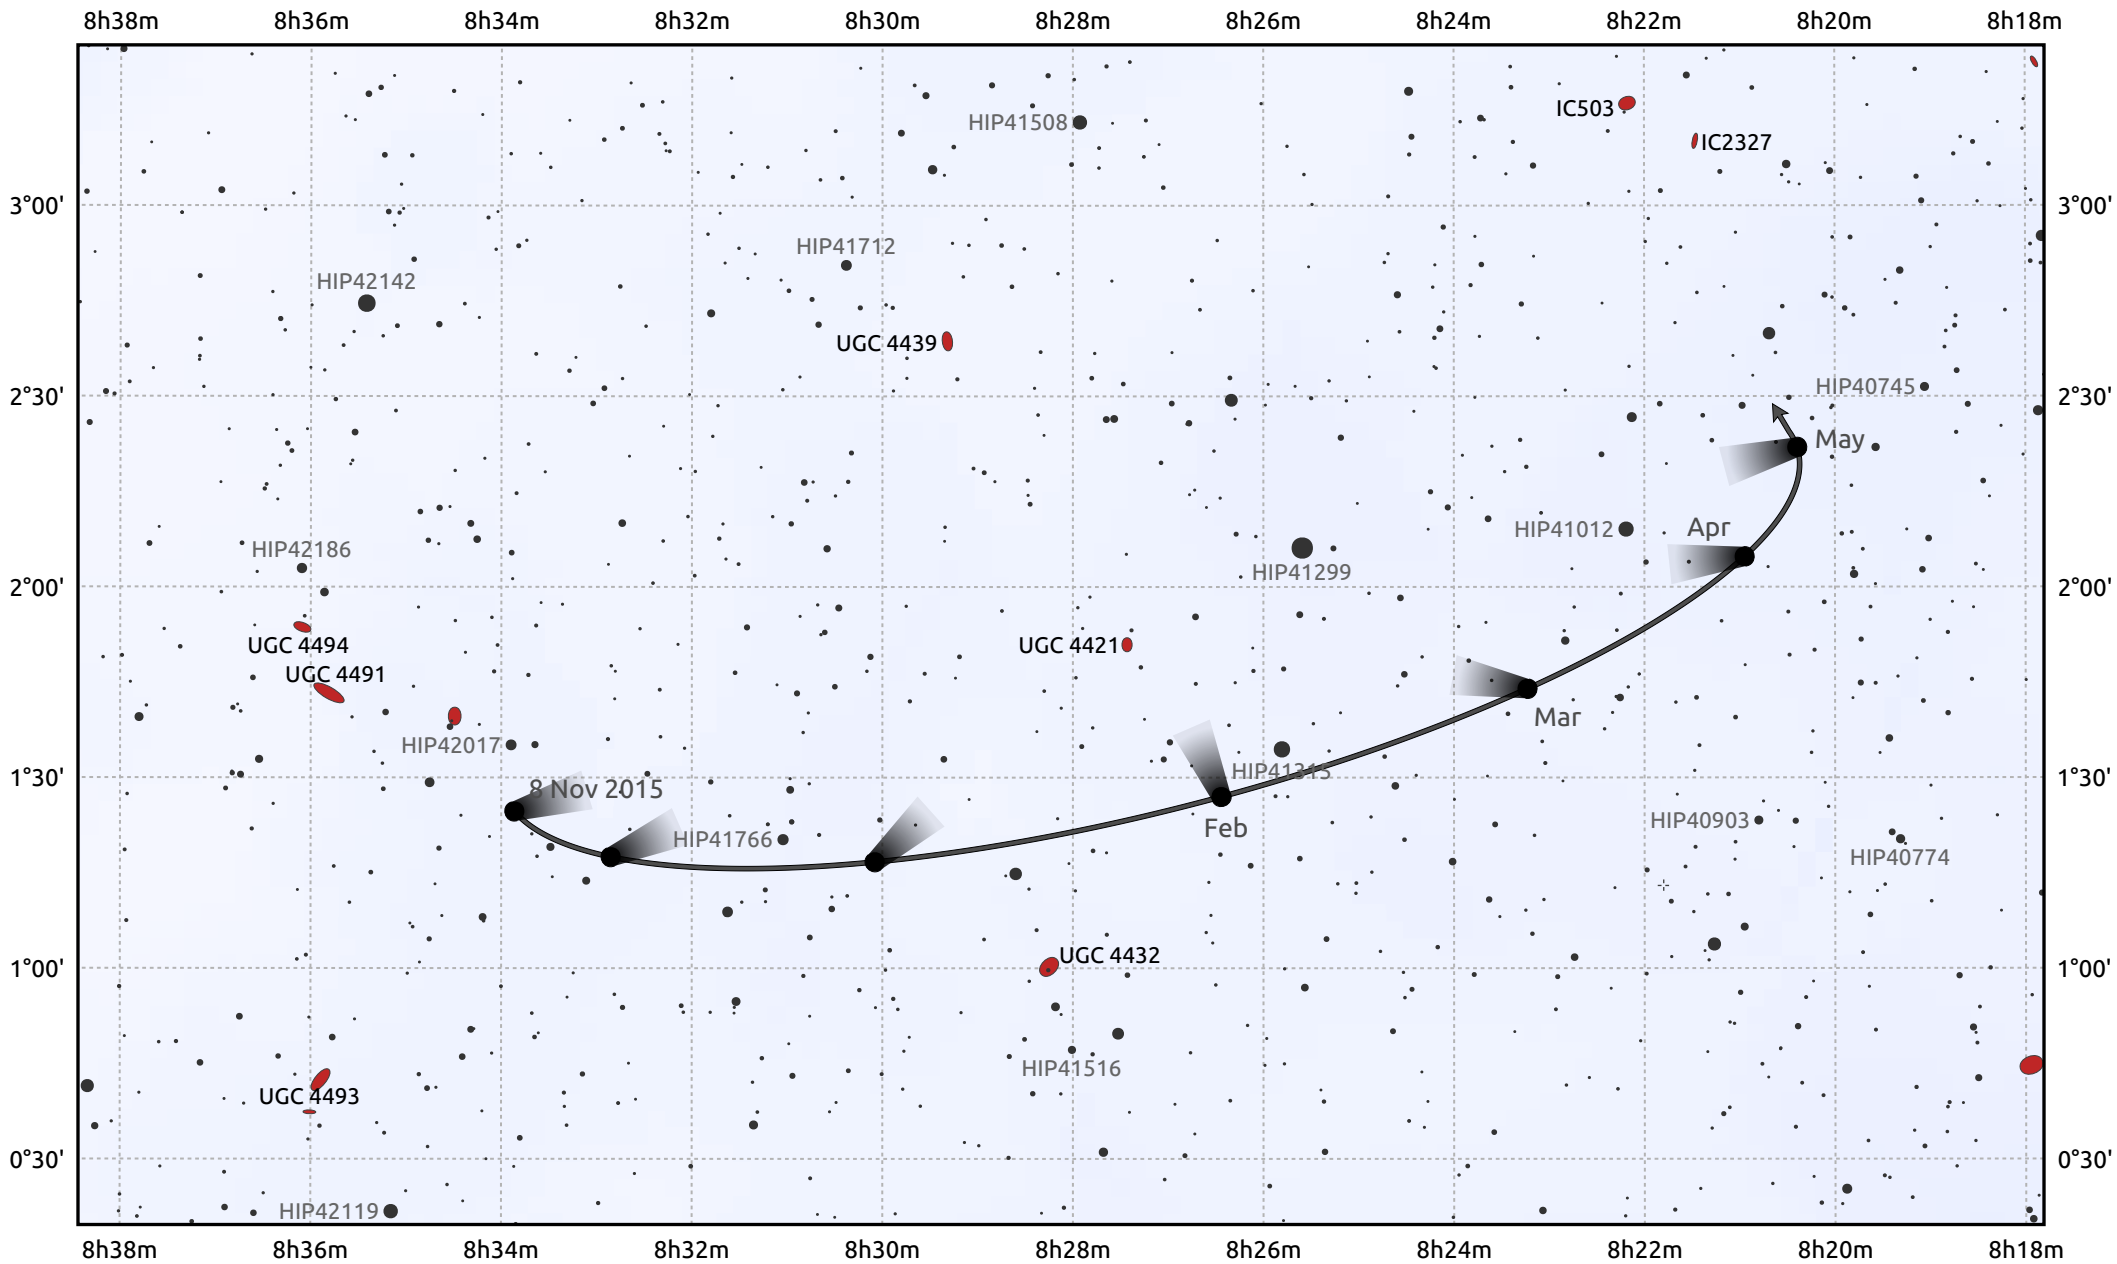 8h38m 8h36m 8h34m 8h32m 8h30m 8h28m 8h26m 8h24m 8h22m 8h20m 8h18m
IC503
HIP41508
IC2327
3°00' 3°00'
HIP41712
HIP42142
UGC 4439
HIP40745
2°30' 2°30'
May
Apr
HIP41012
HIP42186
HIP41299
2°00' 2°00'
UGC 4494
UGC 4421
UGC 4491
Mar
HIP42017
HIP41315
1°30' 1°30'
8 Nov 2015
HIP40903
Feb
HIP41766
HIP40774
UGC 4432
1°00' 1°00'
HIP41516
UGC 4493
0°30' 0°30'
HIP42119
8h38m 8h36m 8h34m 8h32m 8h30m 8h28m 8h26m 8h24m 8h22m 8h20m 8h18m